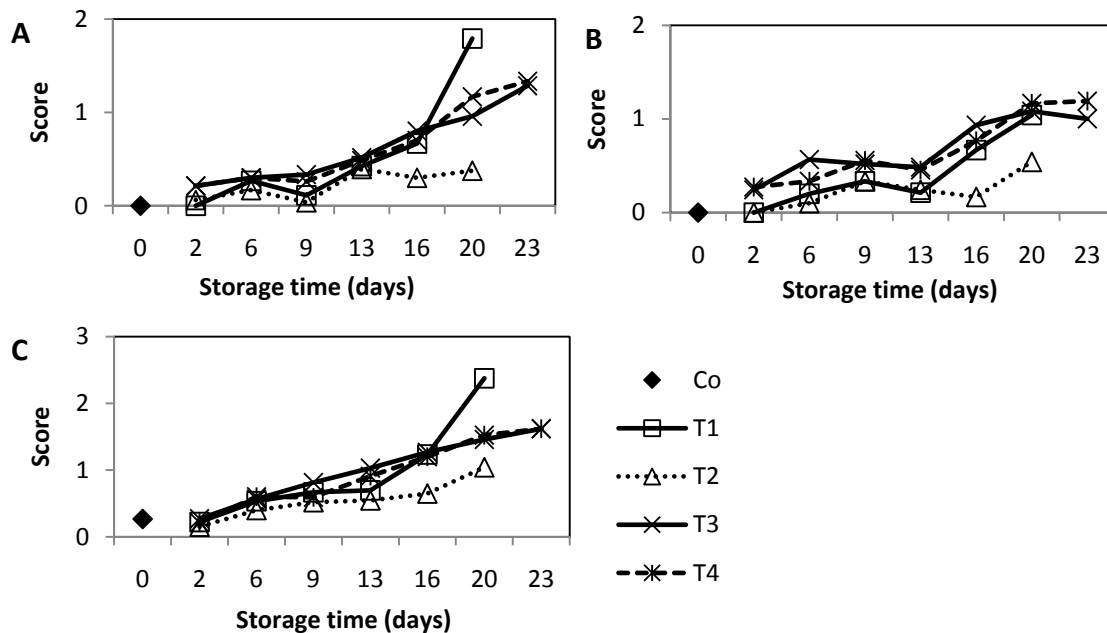 A
2
1
0
Score
0 2 6 9 13 16 20 23
Storage time (days)
B
2
1
0
Score
0 2 6 9 13 16 20 23
Storage time (days)
C
3
2
1
0
Score
0 2 6 9 13 16 20 23
Storage time (days)
Co
T1
T2
T3
T4